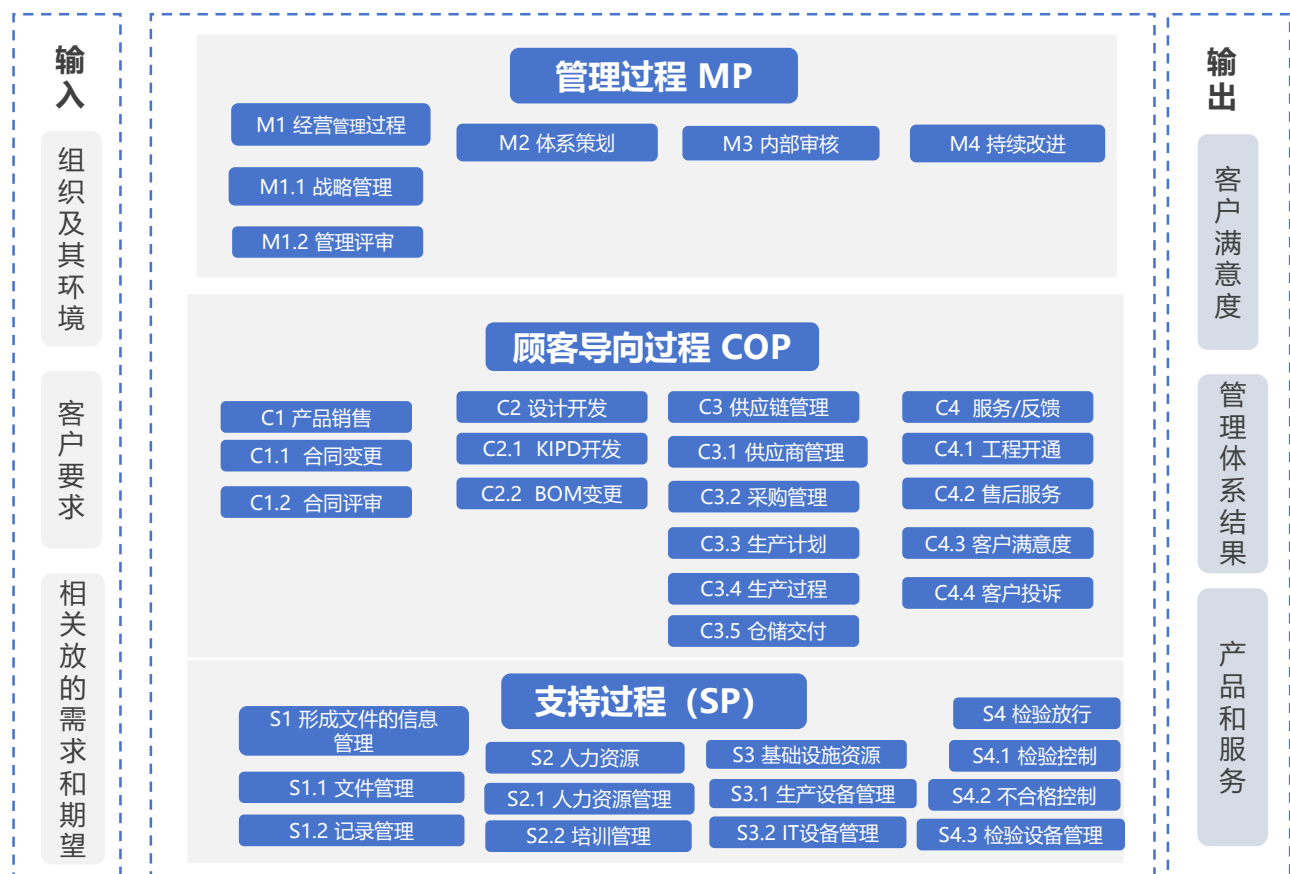 输入
组织及其环境
客户要求
相关放的需求和期望
管理过程 MP
M1 经营管理过程
M1.1 战略管理
M1.2 管理评审
M2 体系策划
M3 内部审核
M4 持续改进
顾客导向过程 COP
C1 产品销售
C1.1 合同变更
C1.2 合同评审
C2 设计开发
C2.1 KIPD开发
C2.2 BOM变更
C3 供应链管理
C3.1 供应商管理
C3.2 采购管理
C3.3 生产计划
C3.4 生产过程
C3.5 仓储交付
C4 服务/反馈
C4.1 工程开通
C4.2 售后服务
C4.3 客户满意度
C4.4 客户投诉
支持过程（SP）
S1 形成文件的信息
管理
S1.1 文件管理
S1.2 记录管理
S2 人力资源
S2.1 人力资源管理
S2.2 培训管理
S3 基础设施资源
S3.1 生产设备管理
S3.2 IT设备管理
S4 检验放行
S4.1 检验控制
S4.2 不合格控制
S4.3 检验设备管理
输出
客户满意度
管理体系结果
产品和服务